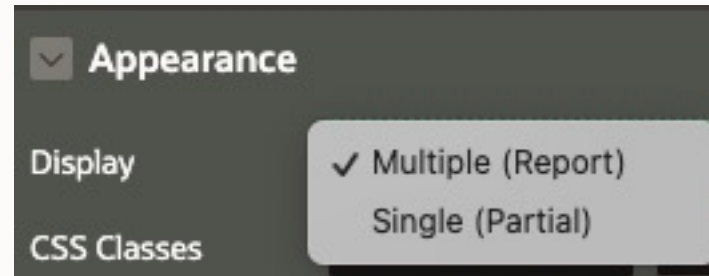 Appearance
Display
✓ Multiple (Report)
Single (Partial)
CSS Classes